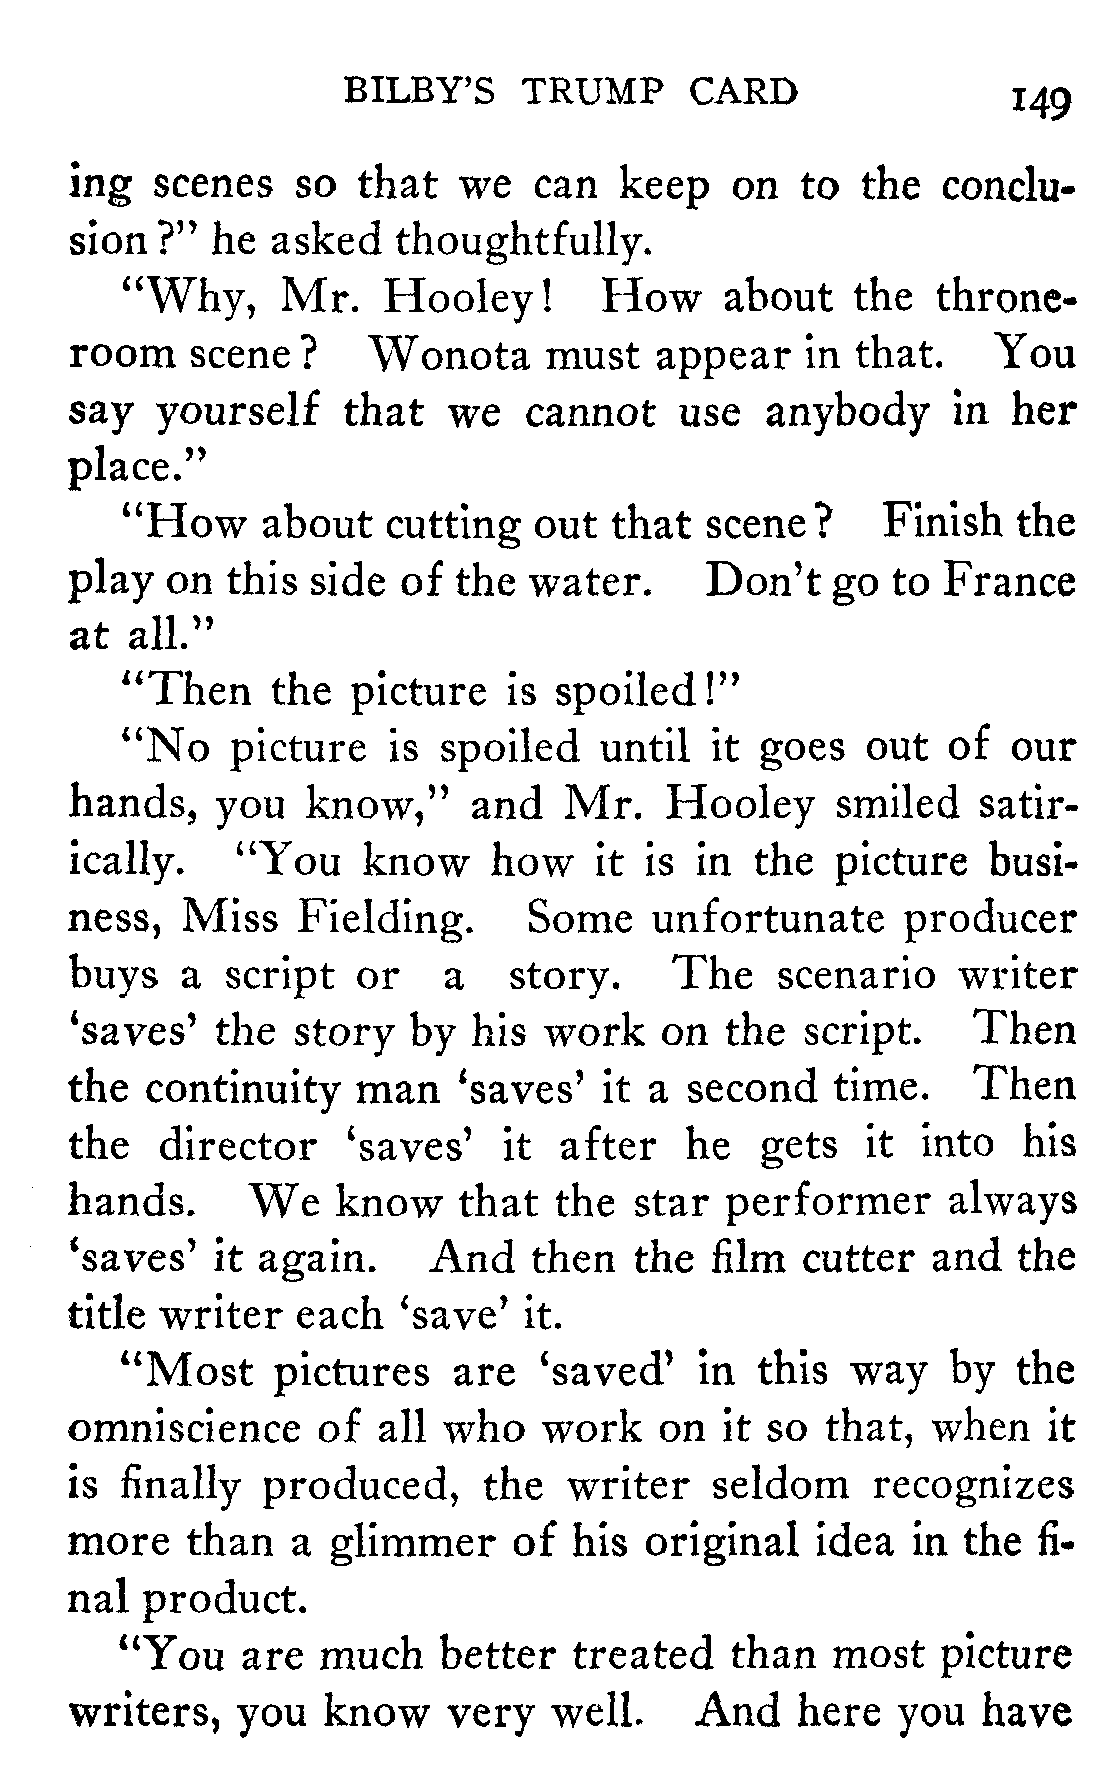 BILBY'S TRUMP CARD 149
ing scenes so that we can keep on to the conclu-
sion?" he asked thoughtfully.
"Why, Mr. Hooley! How about the throne-
room scene? Wonota must appear in that. You
say yourself that we cannot use anybody in her
place."
"How about cutting out that scene? Finish the
play on this side of the water. Don't go to France
at all."
"Then the picture is spoiled!"
"No picture is spoiled until it goes out of our
hands, you know," and Mr. Hooley smiled satir-
ically. "You know how it is in the picture busi-
ness, Miss Fielding. Some unfortunate producer
buys a script or a story. The scenario writer
'saves' the story by his work on the script. Then
the continuity man 'saves' it a second time. Then
the director 'saves' it after he gets it into his
hands. We know that the star performer always
'saves' it again. And then the film cutter and the
title writer each 'save' it.
"Most pictures are 'saved' in this way by the
omniscience of all who work on it so that, when it
is finally produced, the writer seldom recognizes
more than a glimmer of his original idea in the fi-
nal product.
"You are much better treated than most picture
writers, you know very well. And here you have